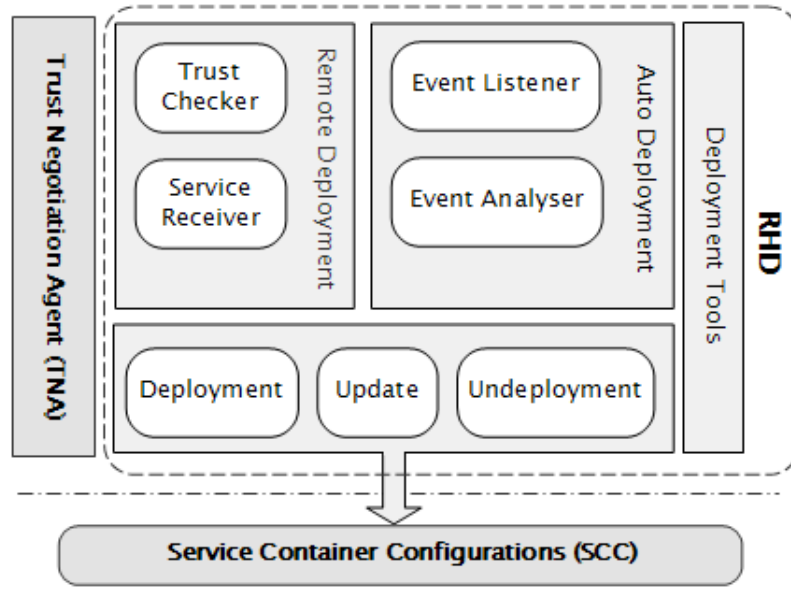 Trust Negotiation Agent (TNA)
Trust
Checker
Service
Receiver
Remote Deployment
Event Listener
Event Analyser
Auto Deployment
Deployment Tools
RHD
Deployment
Update
Undeployment
Service Container Configurations (SCC)